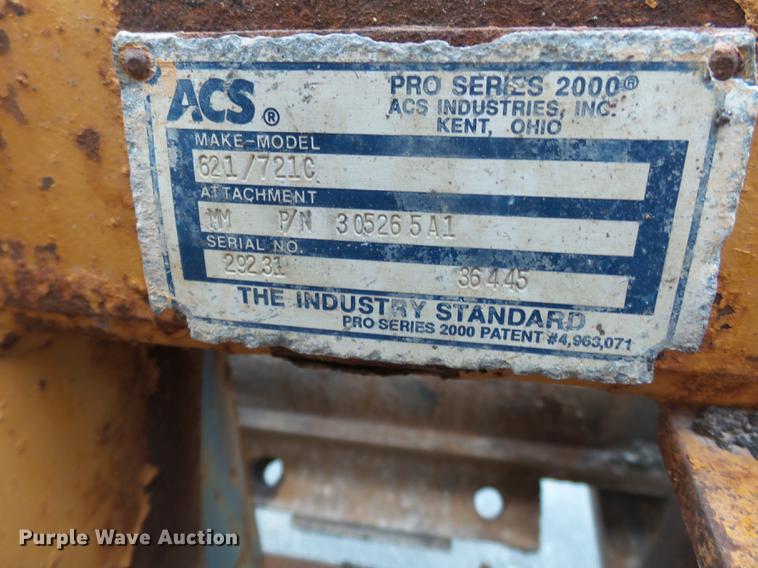 ACS®
PRO SERIES 2000®
ACS INDUSTRIES, INC.
KENT, OHIO
MAKE-MODEL
621/721C
ATTACHMENT
MM P/N 305265A1
SERIAL NO.
29231 36445
THE INDUSTRY STANDARD
PRO SERIES 2000 PATENT #4,963,071
Purple Wave Auction